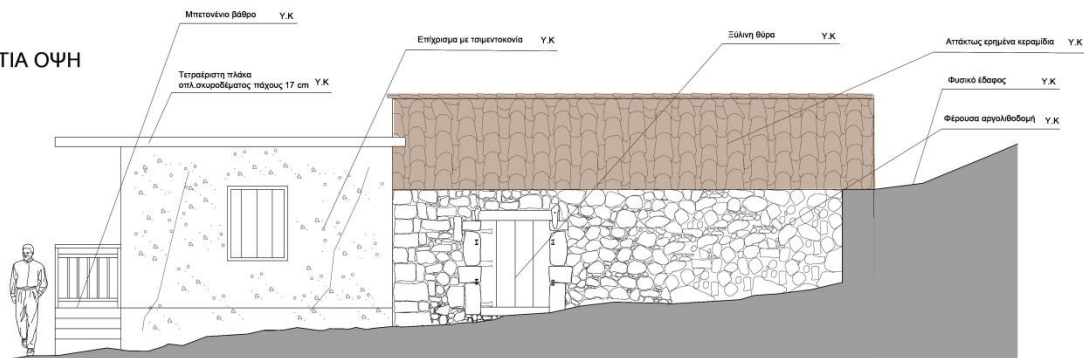 Μπετονένιο βάθρο Υ.Κ
ΤΙΑ ΟΨΗ
Επίχρισμα με τσιμεντοκονία Υ.Κ
Ξύλινη θύρα Υ.Κ
Αττάκτως ερημένα κεραμίδια Υ.Κ
Τετραέριστη πλάκα
οπλ.σκυροδέματος πάχους 17 cm Υ.Κ
Φυσικό έδαφος Υ.Κ
Φέρουσα αργολιθοδομή Υ.Κ